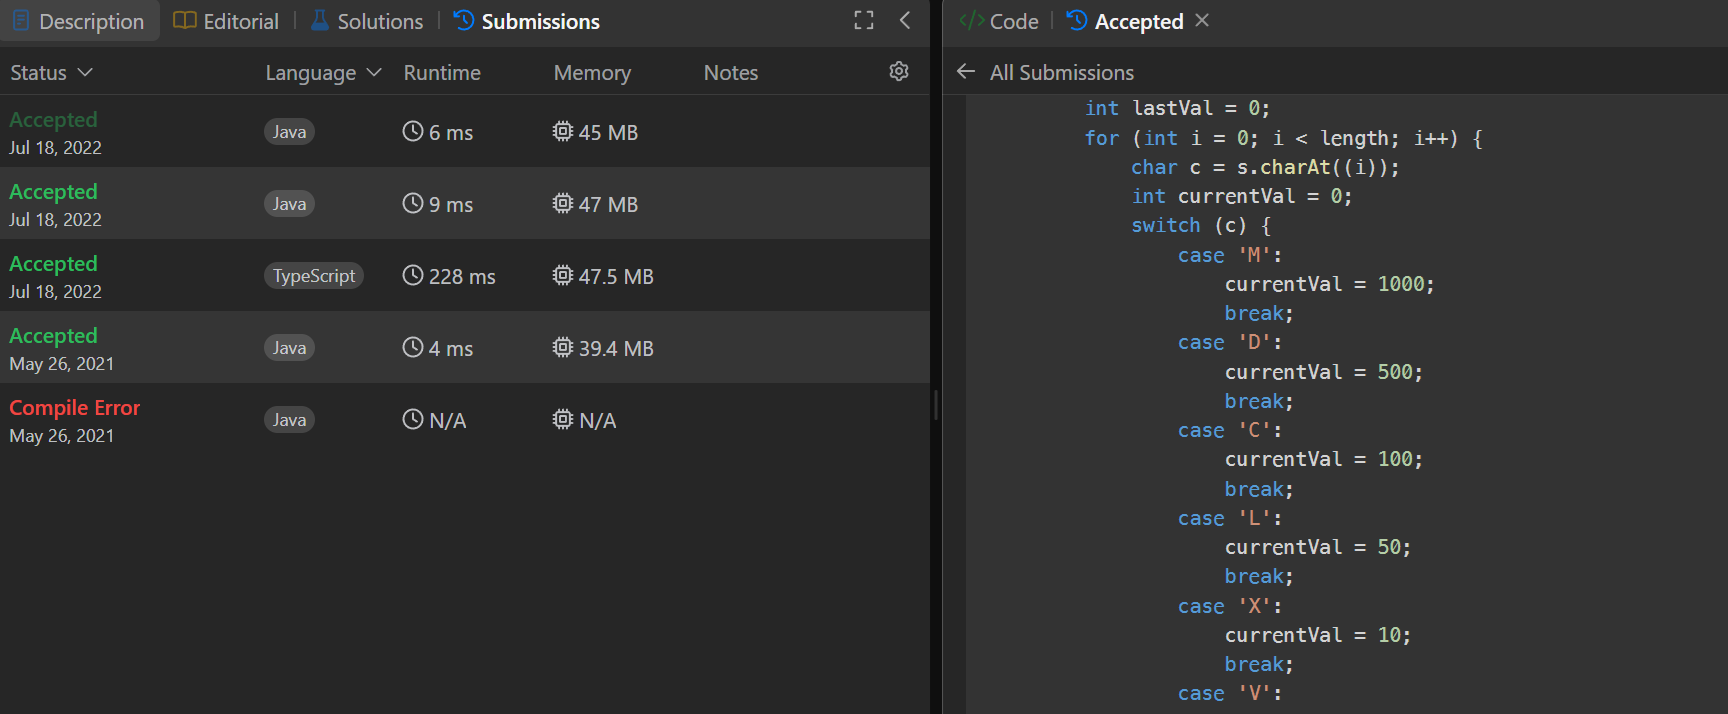 Description Editorial Solutions Submissions
Status Language Runtime Memory Notes
Accepted
Jul 18, 2022
Java 6 ms 45 MB
Accepted
Jul 18, 2022
Java 9 ms 47 MB
Accepted
Jul 18, 2022
TypeScript 228 ms 47.5 MB
Accepted
May 26, 2021
Java 4 ms 39.4 MB
Compile Error
May 26, 2021
Java N/A N/A
</> Code Accepted
All Submissions
int lastVal = 0;
for (int i = 0; i < length; i++) {
char c = s.charAt((i));
int currentVal = 0;
switch (c) {
case 'M':
currentVal = 1000;
break;
case 'D':
currentVal = 500;
break;
case 'C':
currentVal = 100;
break;
case 'L':
currentVal = 50;
break;
case 'X':
currentVal = 10;
break;
case 'V':